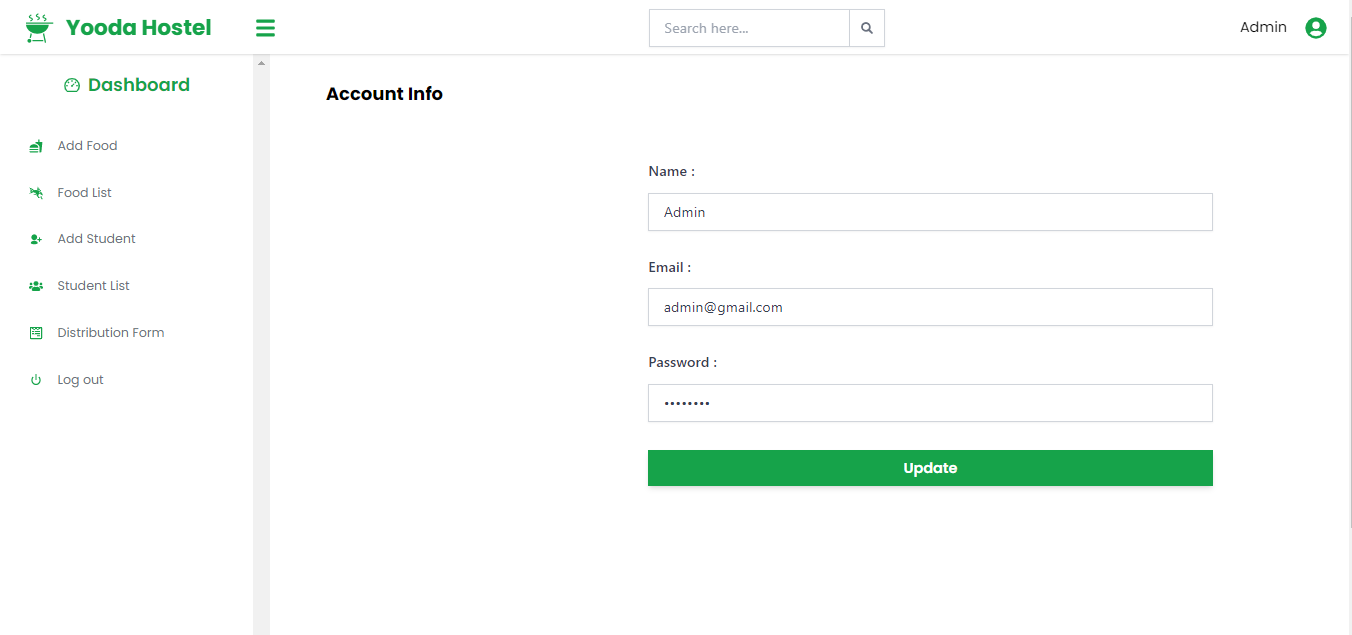 Yooda Hostel
Search here...
Admin
Dashboard
Add Food
Food List
Add Student
Student List
Distribution Form
Log out
Account Info
Name :
Admin
Email :
admin@gmail.com
Password :
••••••••
Update